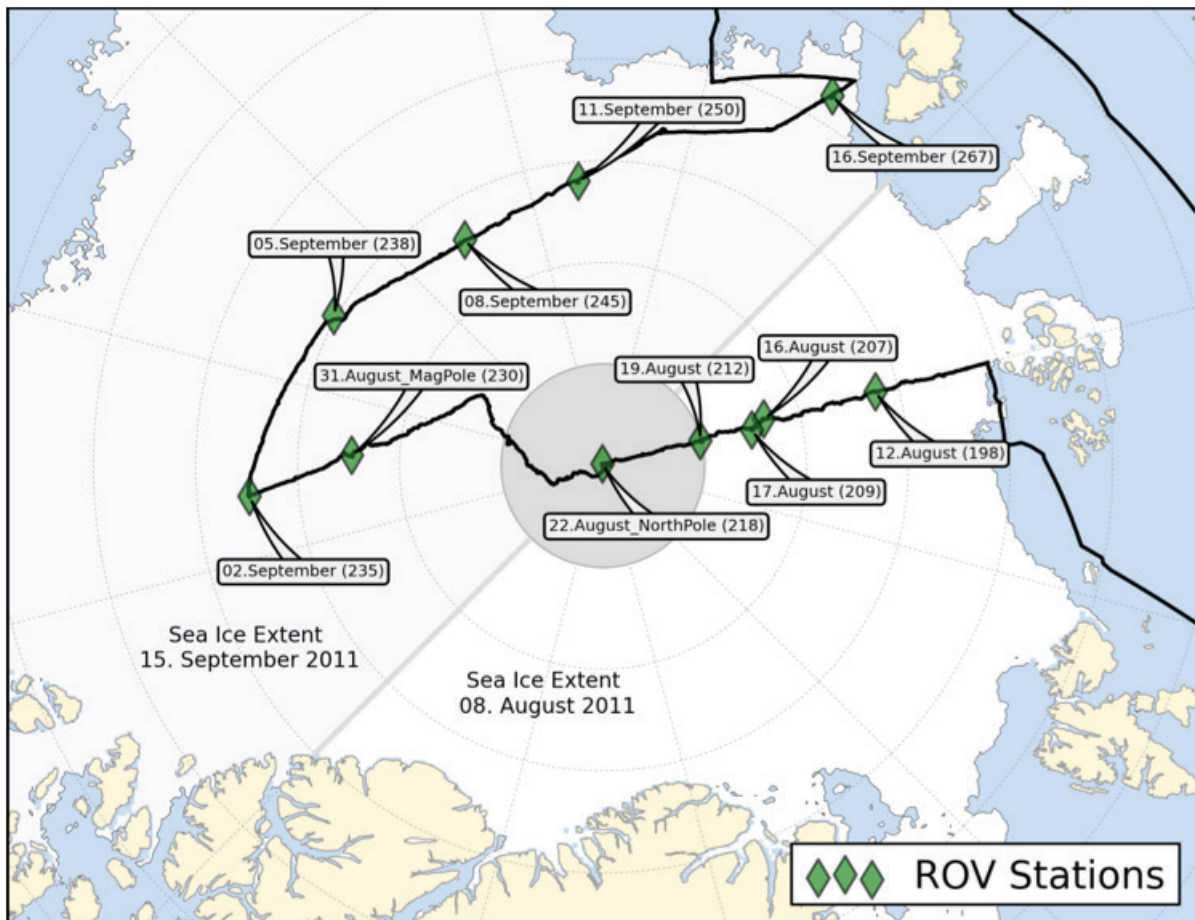 11.September (250)
16.September (267)
05.September (238)
08.September (245)
16.August (207)
19.August (212)
31.August_MagPole (230)
12.August (198)
17.August (209)
22.August_NorthPole (218)
02.September (235)
Sea Ice Extent
15. September 2011
Sea Ice Extent
08. August 2011
ROV Stations